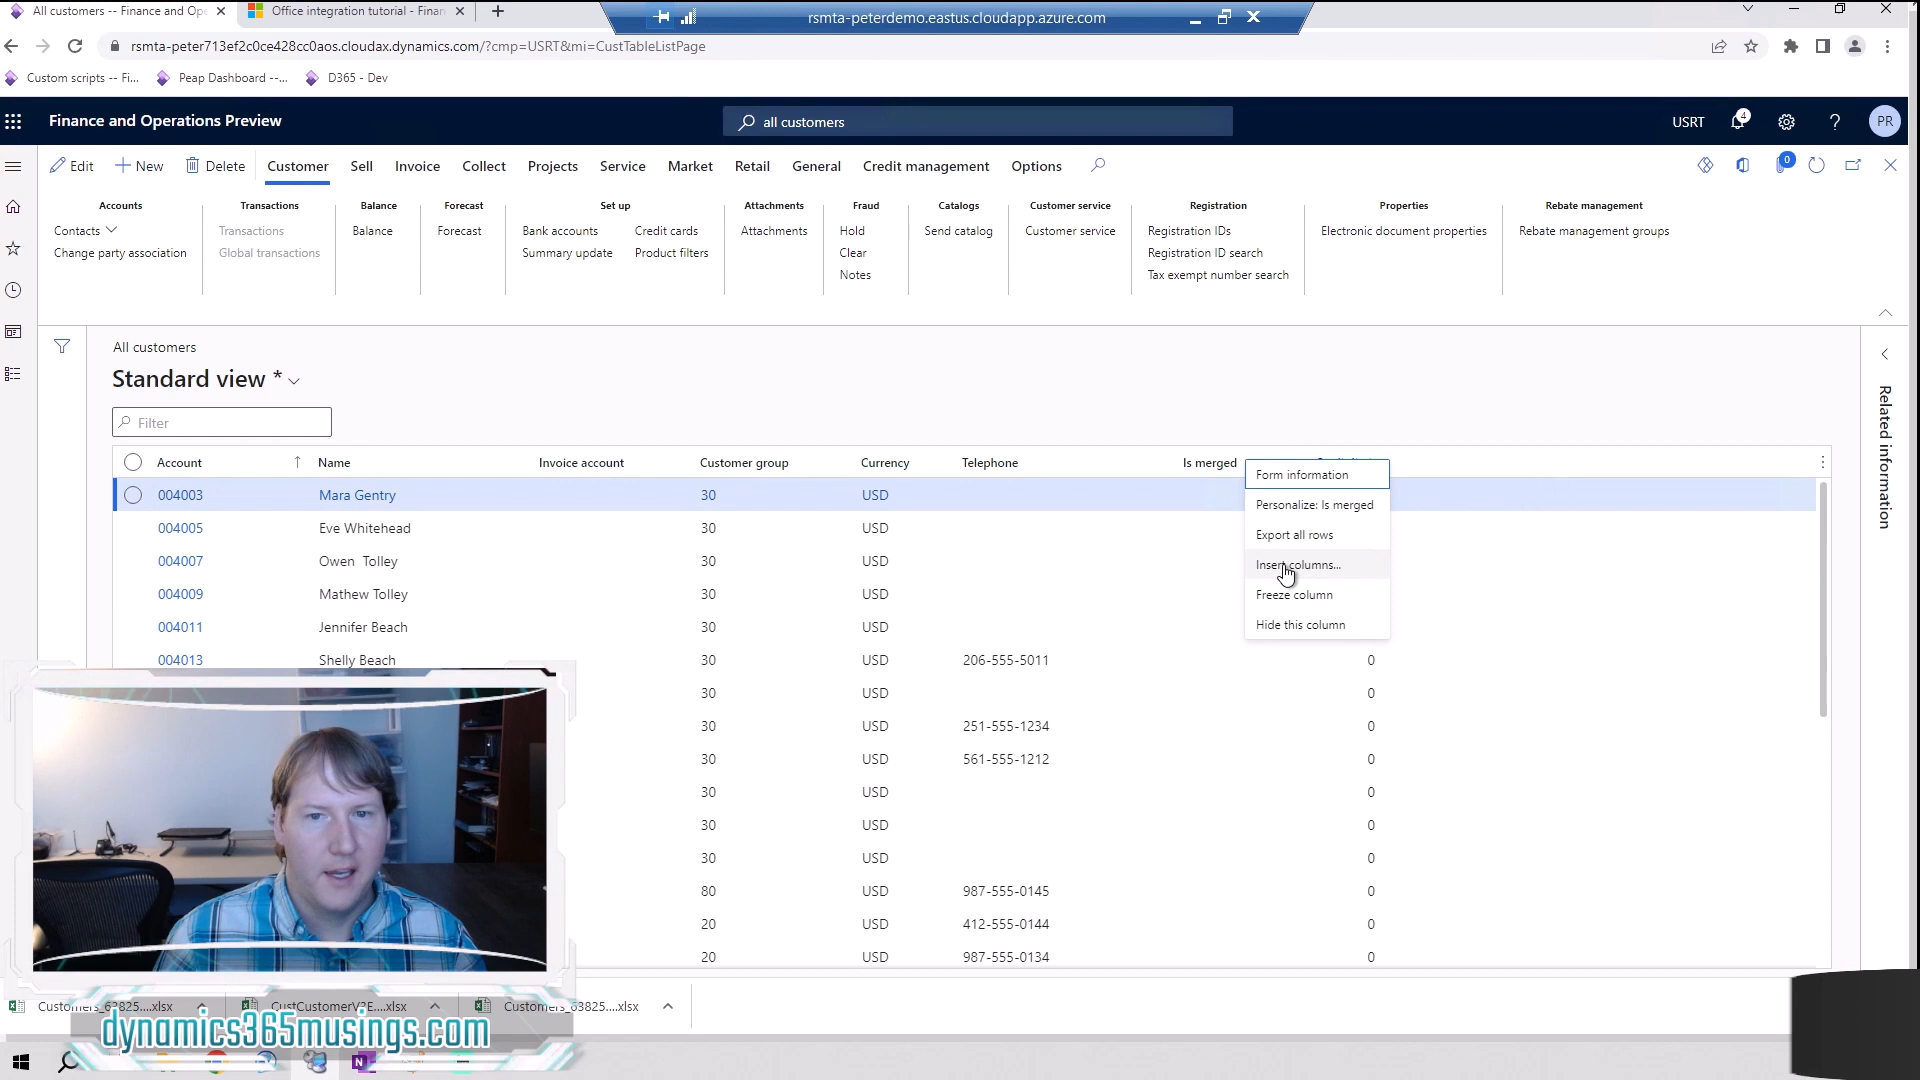 All customers -- Finance and Ope
Office integration tutorial - Finan
rsmta-peterdemo.eastus.cloudapp.azure.com
rsmta-peter713ef2c0ce428cc0aos.cloudax.dynamics.com/?cmp=USRT&mi=CustTableListPage
Custom scripts -- Fi...
Peap Dashboard --...
D365 - Dev
Finance and Operations Preview
all customers
USRT
4
?
PR
Edit
New
Delete
Customer
Sell
Invoice
Collect
Projects
Service
Market
Retail
General
Credit management
Options
0
Accounts
Contacts
Change party association
Transactions
Transactions
Global transactions
Balance
Balance
Forecast
Forecast
Set up
Bank accounts
Credit cards
Summary update
Product filters
Attachments
Attachments
Fraud
Hold
Clear
Notes
Catalogs
Send catalog
Customer service
Customer service
Registration
Registration IDs
Registration ID search
Tax exempt number search
Properties
Electronic document properties
Rebate management
Rebate management groups
All customers
Standard view *
Filter
Related information
Account Name Invoice account Customer group Currency Telephone Is merged
004003 Mara Gentry 30 USD
004005 Eve Whitehead 30 USD
004007 Owen Tolley 30 USD
004009 Mathew Tolley 30 USD
004011 Jennifer Beach 30 USD
004013 Shelly Beach 30 USD 206-555-5011 0
30 USD 0
30 USD 251-555-1234 0
30 USD 561-555-1212 0
30 USD 0
30 USD 0
30 USD 0
80 USD 987-555-0145 0
20 USD 412-555-0144 0
20 USD 987-555-0134 0
Form information
Personalize: Is merged
Export all rows
Insert columns...
Freeze column
Hide this column
Customers_63825....xlsx
CustCustomerV3E....xlsx
Customers_63825....xlsx
dynamics365musings.com